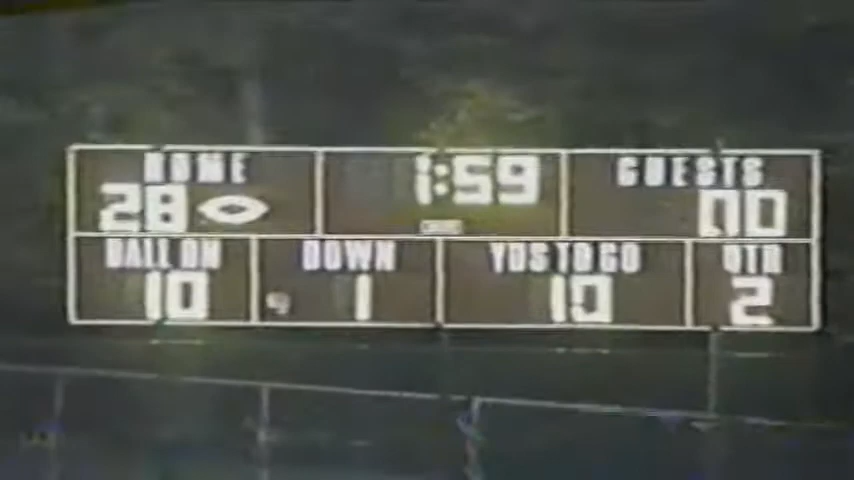 HOME 1:59 GUESTS
28 00
BALL ON DOWN YDS TO GO QTR
10 1 10 2